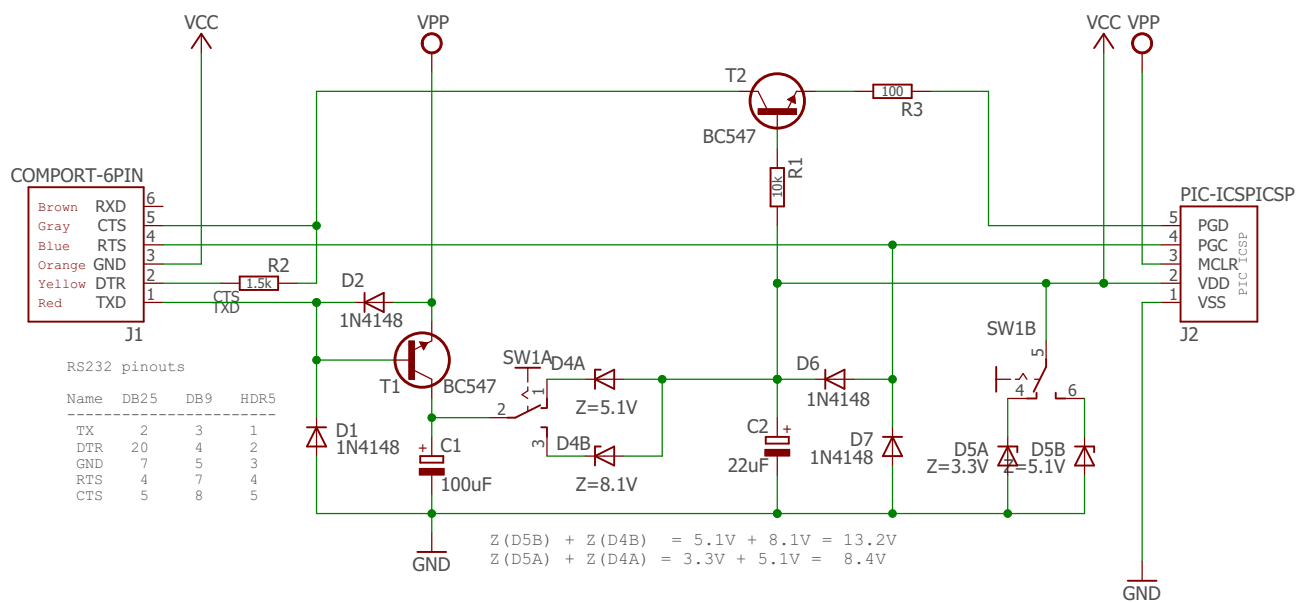 VCC
VPP
VCC
VPP
T2
100
R3
BC547
R1
10k
COMPORT-6PIN
Brown RXD 6
Gray CTS 5
Blue RTS 4
Orange GND 3
Yellow DTR 2
Red TXD 1
J1
R2
1.5k
CTS
TXD
D2
1N4148
PIC-ICSPICSP
5 PGD
4 PGC
3 MCLR
2 VDD
1 VSS
PIC ICSP
J2
T1
BC547
SW1A
D4A
1
2
3
Z=5.1V
D4B
Z=8.1V
D6
1N4148
SW1B
5
4
6
D1
1N4148
C1
+
100uF
C2
+
22uF
D7
1N4148
D5A
Z=3.3V
D5B
Z=5.1V
RS232 pinouts
Name DB25 DB9 HDR5
------------------------
TX 2 3 1
DTR 20 4 2
GND 7 5 3
RTS 4 7 4
CTS 5 8 5
GND
Z(D5B) + Z(D4B) = 5.1V + 8.1V = 13.2V
Z(D5A) + Z(D4A) = 3.3V + 5.1V = 8.4V
GND